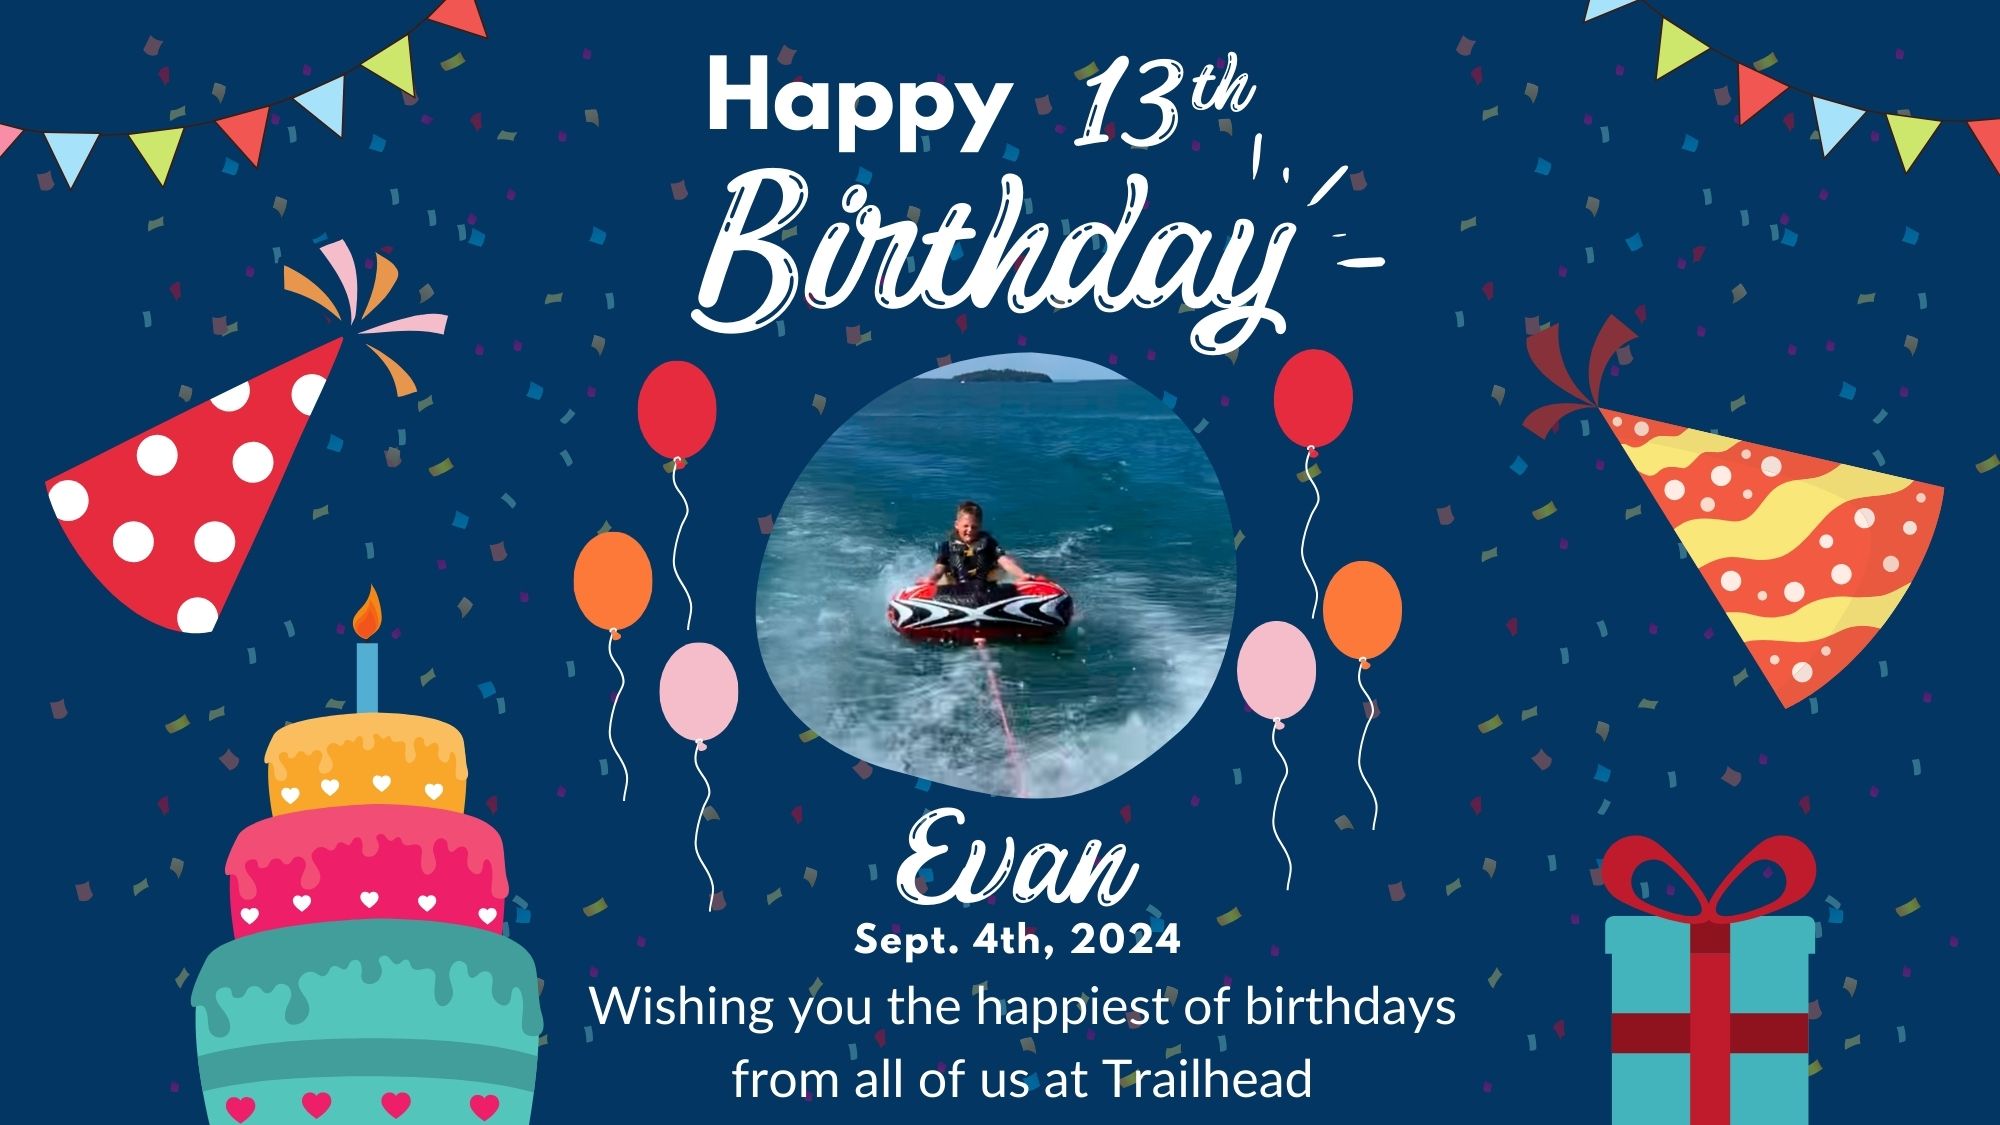 Happy 13th
Birthday
Evan
Sept. 4th, 2024
Wishing you the happiest of birthdays
from all of us at Trailhead